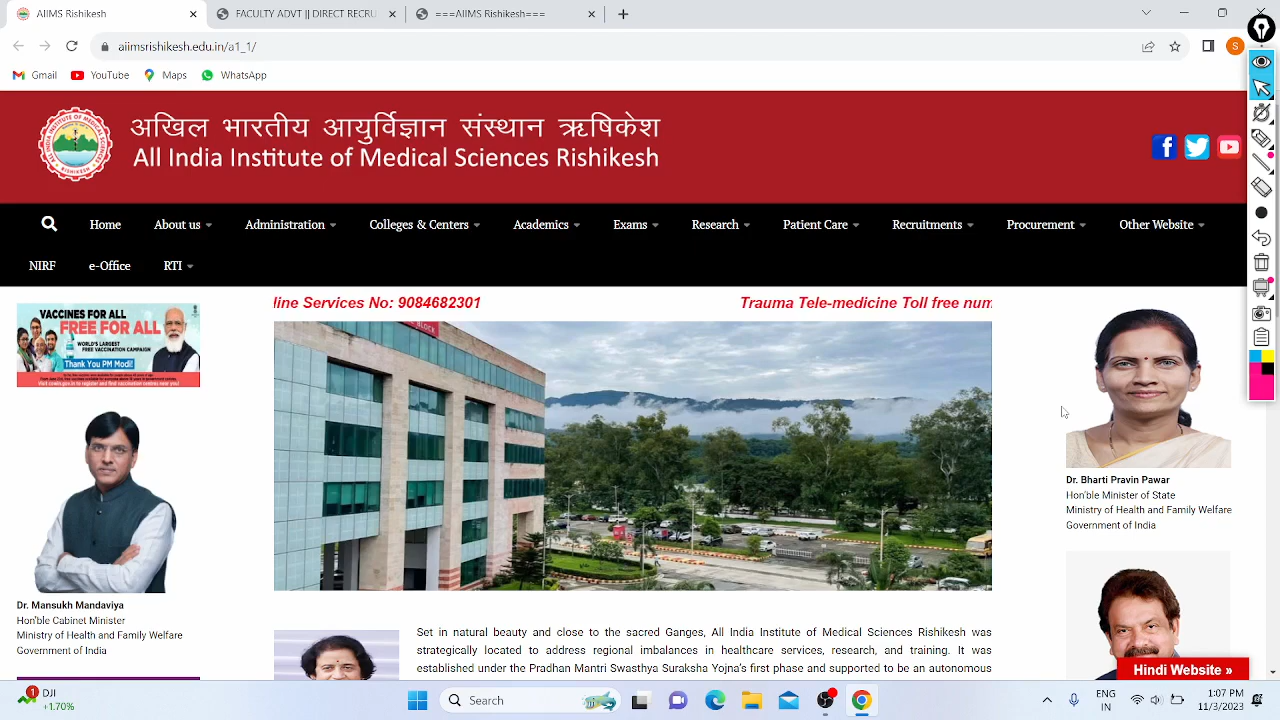 AIIMS Rishikesh
FACULTY ADVT || DIRECT RECRU
===AIIMS Rishikesh===
aiimsrishikesh.edu.in/a1_1/
S
Gmail
YouTube
Maps
WhatsApp
अखिल भारतीय आयुर्विज्ञान संस्थान ऋषिकेश
All India Institute of Medical Sciences Rishikesh
Home
About us
Administration
Colleges & Centers
Academics
Exams
Research
Patient Care
Recruitments
Procurement
Other Website
NIRF
e-Office
RTI
line Services No: 9084682301
Trauma Tele-medicine Toll free num
VACCINES FOR ALL
FREE FOR ALL
WORLD'S LARGEST
FREE VACCINATION CAMPAIGN
Thank You PM Modi!
BLOCK
Dr. Mansukh Mandaviya
Hon'ble Cabinet Minister
Ministry of Health and Family Welfare
Government of India
Dr. Bharti Pravin Pawar
Hon'ble Minister of State
Ministry of Health and Family Welfare
Government of India
Set in natural beauty and close to the sacred Ganges, All India Institute of Medical Sciences Rishikesh was
strategically located to address regional imbalances in healthcare services, research, and training. It was
established under the Pradhan Mantri Swasthya Suraksha Yojna's first phase and supported to be an autonomous
Hindi Website »
1
DJI
+1.70%
Search
ENG
IN
1:07 PM
11/3/2023